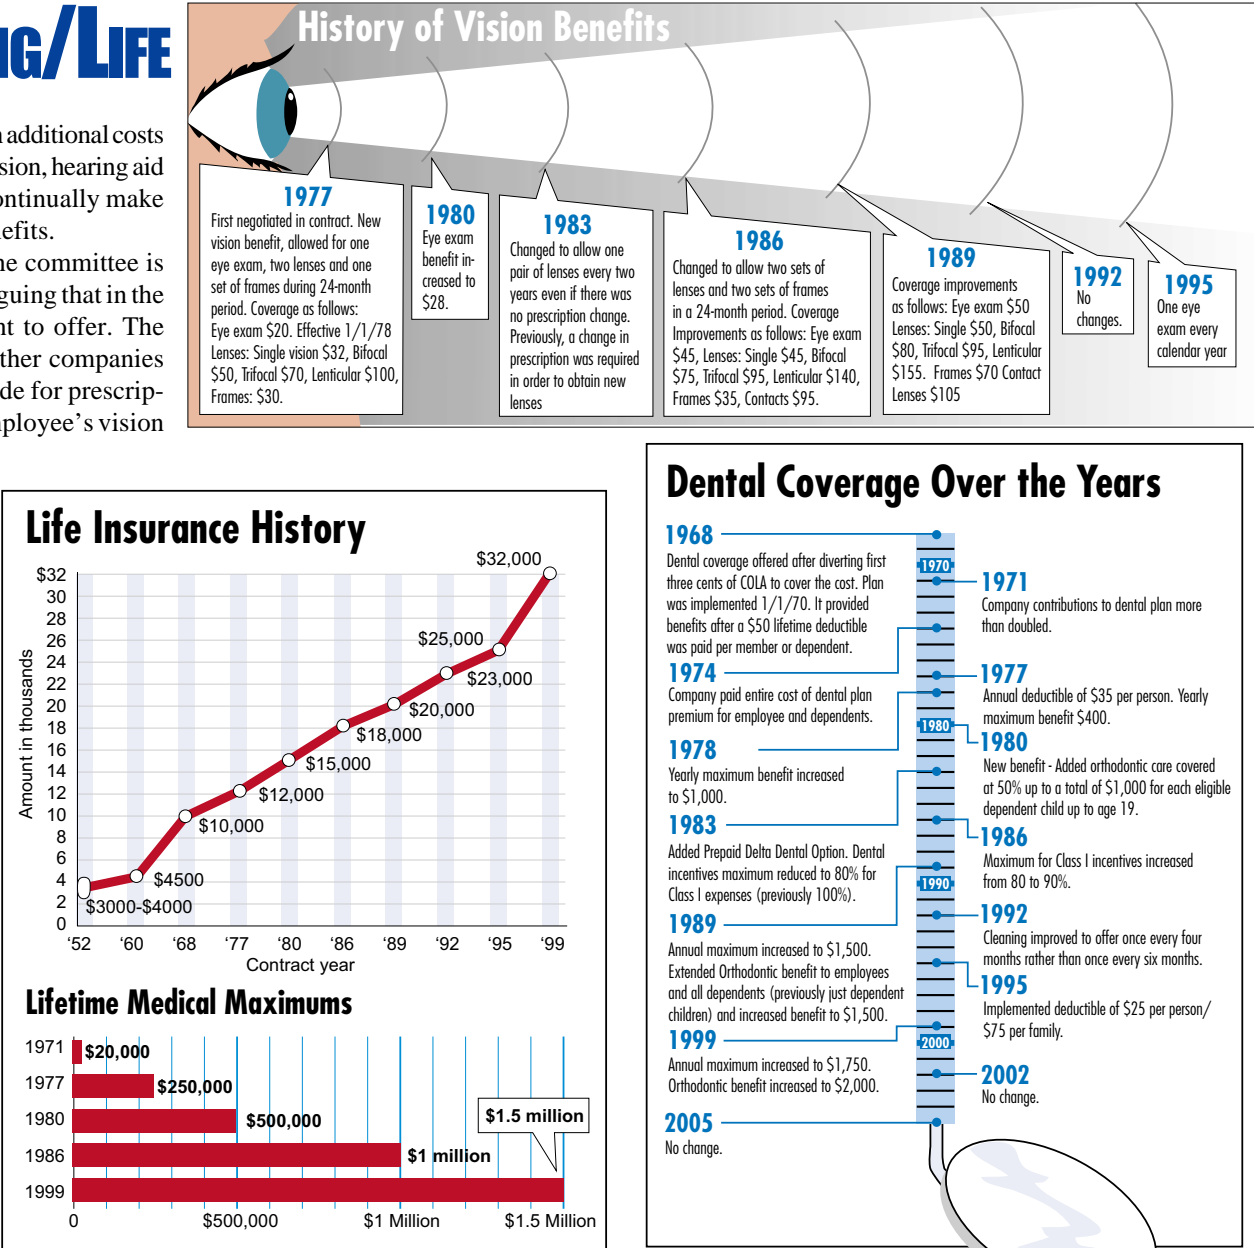 NG/LIFE
n additional costs
sion, hearing aid
ontinually make
efits.
ne committee is
guing that in the
nt to offer. The
ther companies
de for prescrip-
nployee's vision
History of Vision Benefits
1977
First negotiated in contract. New
vision benefit, allowed for one
eye exam, two lenses and one
set of frames during 24-month
period. Coverage as follows:
Eye exam $20. Effective 1/1/78
Lenses: Single vision $32, Bifocal
$50, Trifocal $70, Lenticular $100,
Frames: $30.
1980
Eye exam
benefit in-
creased to
$28.
1983
Changed to allow one
pair of lenses every two
years even if there was
no prescription change.
Previously, a change in
prescription was required
in order to obtain new
lenses
1986
Changed to allow two sets of
lenses and two sets of frames
in a 24-month period. Coverage
Improvements as follows: Eye exam
$45, Lenses: Single $45, Bifocal
$75, Trifocal $95, Lenticular $140,
Frames $35, Contacts $95.
1989
Coverage improvements
as follows: Eye exam $50
Lenses: Single $50, Bifocal
$80, Trifocal $95, Lenticular
$155. Frames $70 Contact
Lenses $105
1992
No
changes.
1995
One eye
exam every
calendar year
Life Insurance History
Amount in thousands
$32
30
28
26
24
22
20
18
16
14
12
10
8
6
4
2
0
$3000-$4000
$4500
$10,000
$12,000
$15,000
$18,000
$20,000
$23,000
$25,000
$32,000
‘52 ‘60 ‘68 ‘77 ‘80 ‘86 ‘89 ‘92 ‘95 ‘99
Contract year
Lifetime Medical Maximums
1971 $20,000
1977 $250,000
1980 $500,000
1986 $1 million
1999 $1.5 million
0 $500,000 $1 Million $1.5 Million
Dental Coverage Over the Years
1968
Dental coverage offered after diverting first
three cents of COLA to cover the cost. Plan
was implemented 1/1/70. It provided
benefits after a $50 lifetime deductible
was paid per member or dependent.
1970
1971
Company contributions to dental plan more
than doubled.
1974
Company paid entire cost of dental plan
premium for employee and dependents.
1977
Annual deductible of $35 per person. Yearly
maximum benefit $400.
1978
Yearly maximum benefit increased
to $1,000.
1980
1980
New benefit - Added orthodontic care covered
at 50% up to a total of $1,000 for each eligible
dependent child up to age 19.
1983
Added Prepaid Delta Dental Option. Dental
incentives maximum reduced to 80% for
Class I expenses (previously 100%).
1986
Maximum for Class I incentives increased
from 80 to 90%.
1989
Annual maximum increased to $1,500.
Extended Orthodontic benefit to employees
and all dependents (previously just dependent
children) and increased benefit to $1,500.
1990
1992
Cleaning improved to offer once every four
months rather than once every six months.
1995
Implemented deductible of $25 per person/
$75 per family.
1999
Annual maximum increased to $1,750.
Orthodontic benefit increased to $2,000.
2000
2002
No change.
2005
No change.